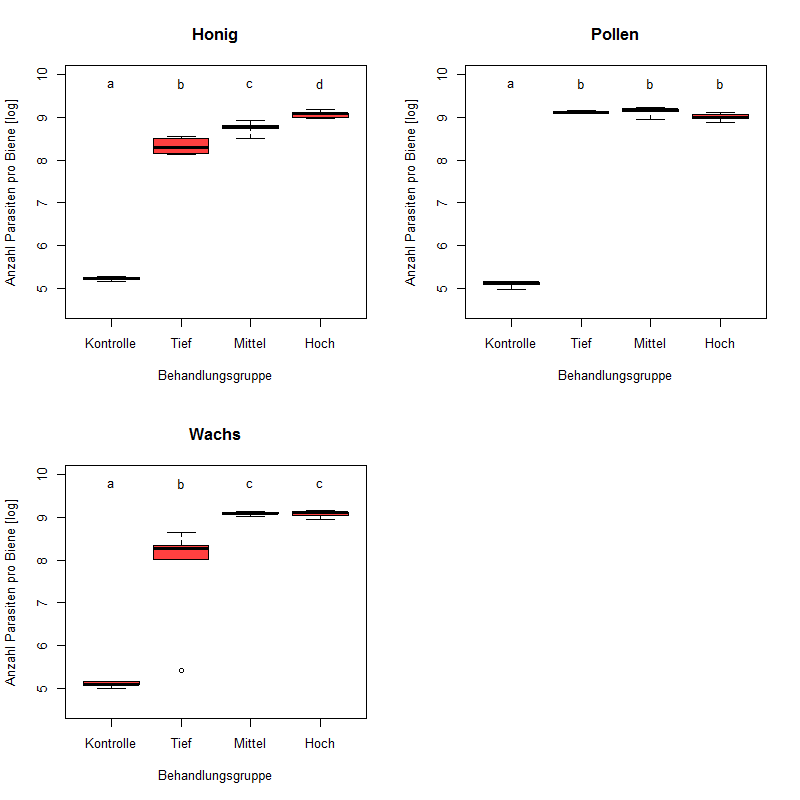 Honig
Anzahl Parasiten pro Biene [log]
10
9
8
7
6
5
a b c d
Kontrolle Tief Mittel Hoch
Behandlungsgruppe
Pollen
Anzahl Parasiten pro Biene [log]
10
9
8
7
6
5
a b b b
Kontrolle Tief Mittel Hoch
Behandlungsgruppe
Wachs
Anzahl Parasiten pro Biene [log]
10
9
8
7
6
5
a b c c
Kontrolle Tief Mittel Hoch
Behandlungsgruppe